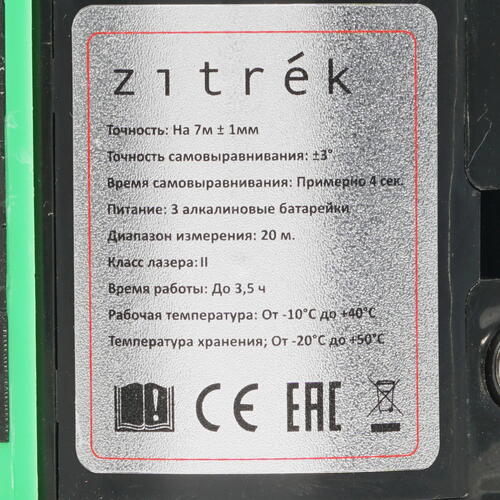 zıtrék
Точность: На 7м ± 1мм
Точность самовыравнивания: ±3°
Время самовыравнивания: Примерно 4 сек.
Питание: 3 алкалиновые батарейки
Диапазон измерения: 20 м.
Класс лазера: II
Время работы: До 3,5 ч
Рабочая температура: От -10°С до +40°С
Температура хранения; От -20°С до +50°С
CE EAC